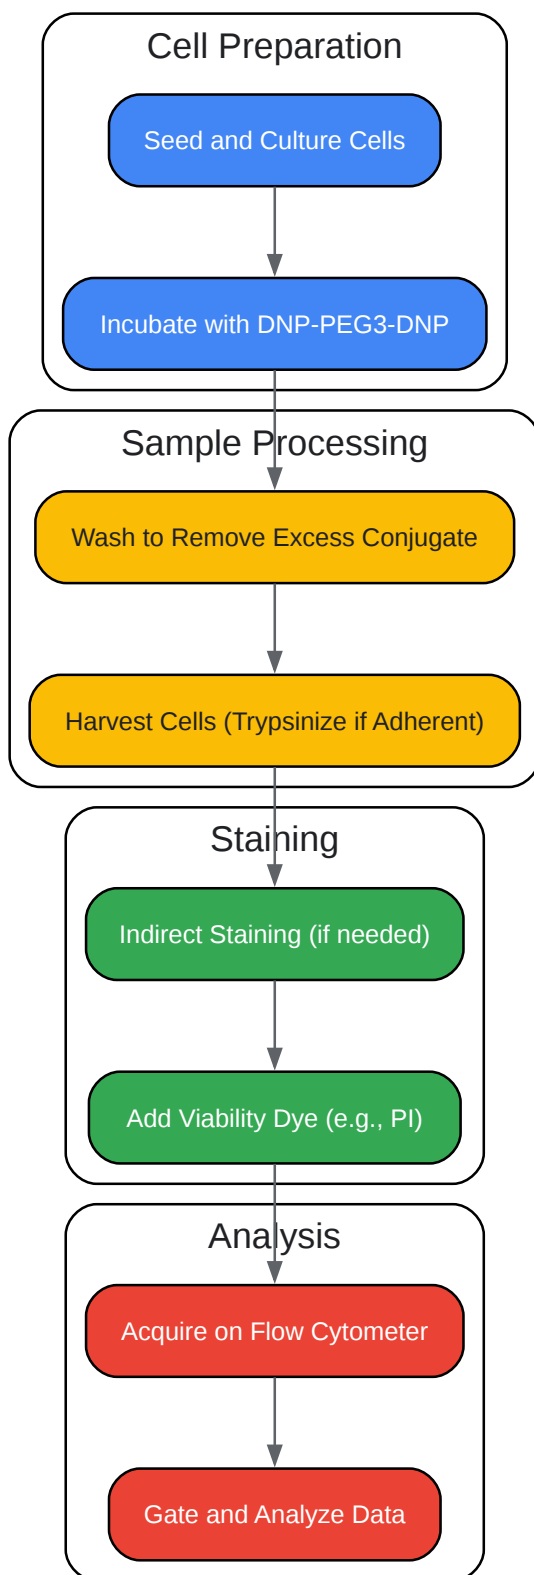 Cell Preparation
Seed and Culture Cells
Incubate with DNP-PEG3-DNP
Sample Processing
Wash to Remove Excess Conjugate
Harvest Cells (Trypsinize if Adherent)
Staining
Indirect Staining (if needed)
Add Viability Dye (e.g., PI)
Analysis
Acquire on Flow Cytometer
Gate and Analyze Data